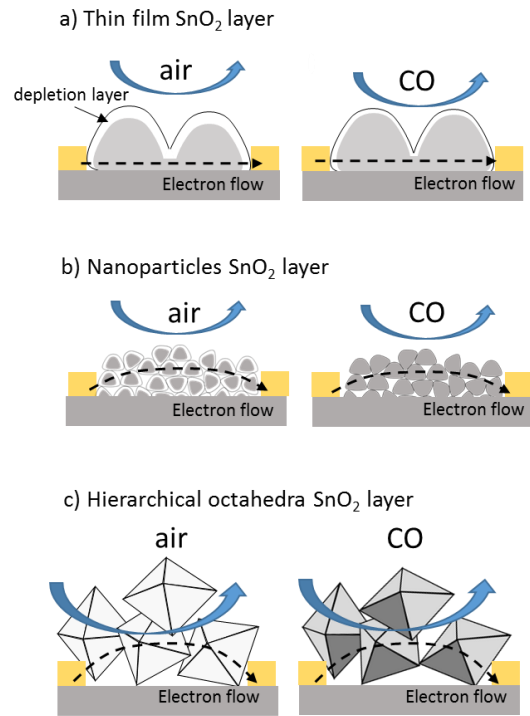 a) Thin film SnO₂ layer
air
CO
depletion layer
Electron flow
Electron flow
b) Nanoparticles SnO₂ layer
air
CO
Electron flow
Electron flow
c) Hierarchical octahedra SnO₂ layer
air
CO
Electron flow
Electron flow